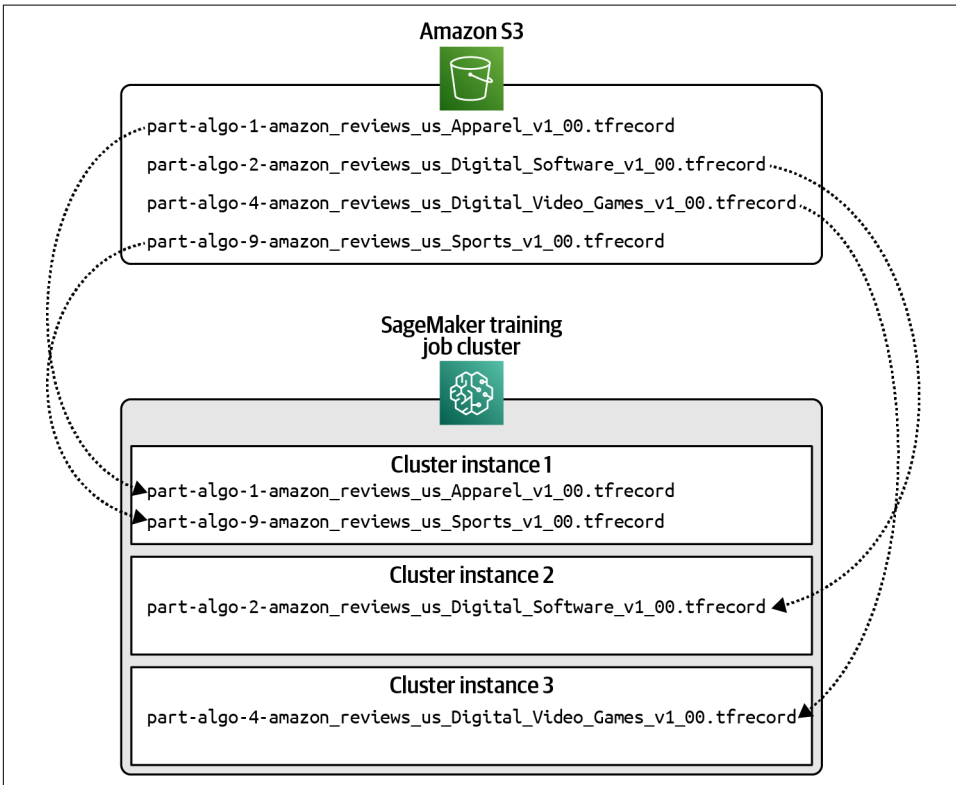 Amazon S3
part-algo-1-amazon_reviews_us_Apparel_v1_00.tfrecord
part-algo-2-amazon_reviews_us_Digital_Software_v1_00.tfrecord
part-algo-4-amazon_reviews_us_Digital_Video_Games_v1_00.tfrecord
part-algo-9-amazon_reviews_us_Sports_v1_00.tfrecord
SageMaker training
job cluster
Cluster instance 1
part-algo-1-amazon_reviews_us_Apparel_v1_00.tfrecord
part-algo-9-amazon_reviews_us_Sports_v1_00.tfrecord
Cluster instance 2
part-algo-2-amazon_reviews_us_Digital_Software_v1_00.tfrecord
Cluster instance 3
part-algo-4-amazon_reviews_us_Digital_Video_Games_v1_00.tfrecord